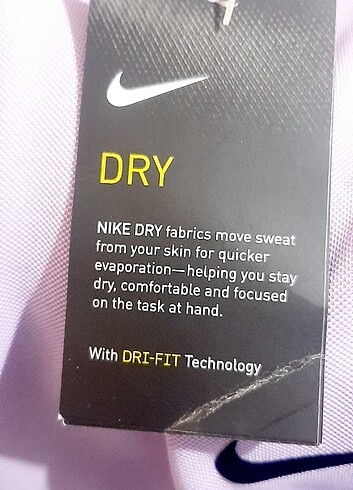 DRY
NIKE DRY fabrics move sweat
from your skin for quicker
evaporation—helping you stay
dry, comfortable and focused
on the task at hand.
With DRI-FIT Technology